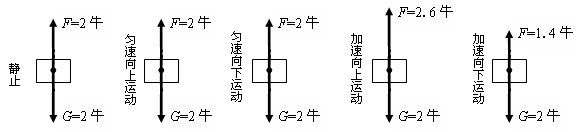 静止
F=2 牛
G=2 牛
匀速向上运动
F=2 牛
G=2 牛
匀速向下运动
F=2 牛
G=2 牛
加速向上运动
F=2.6 牛
G=2 牛
加速向下运动
F=1.4 牛
G=2 牛